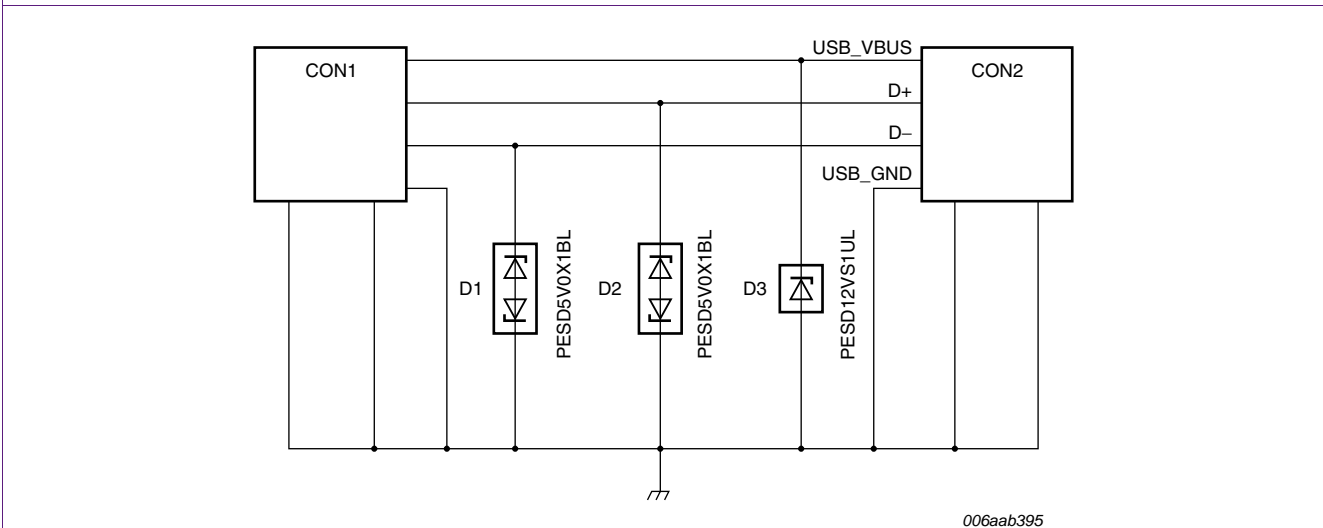 USB_VBUS
CON1
CON2
D+
D−
USB_GND
D1
PESD5V0X1BL
D2
PESD5V0X1BL
D3
PESD12VS1UL
006aab395